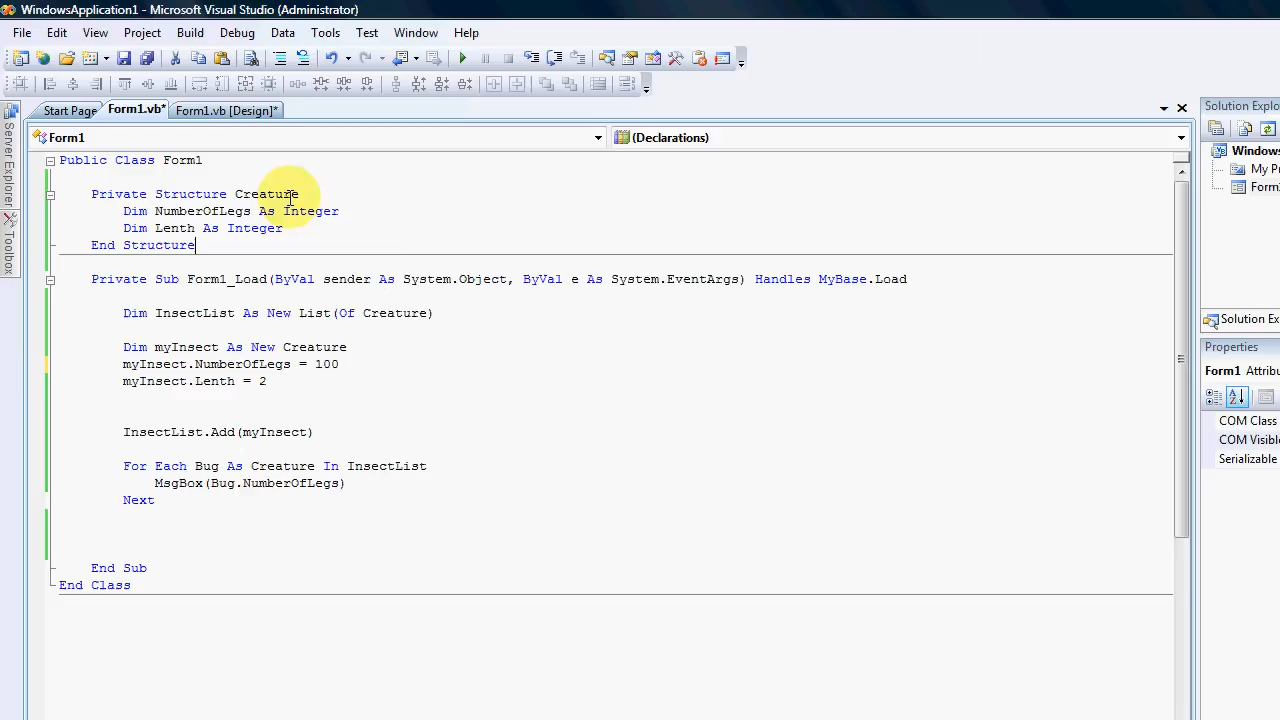 WindowsApplication1 - Microsoft Visual Studio (Administrator)
File Edit View Project Build Debug Data Tools Test Window Help
Start Page Form1.vb* Form1.vb [Design]*
Form1 (Declarations)
Server Explorer
Toolbox
Public Class Form1
Private Structure Creature
Dim NumberOfLegs As Integer
Dim Lenth As Integer
End Structure
Private Sub Form1_Load(ByVal sender As System.Object, ByVal e As System.EventArgs) Handles MyBase.Load
Dim InsectList As New List(Of Creature)
Dim myInsect As New Creature
myInsect.NumberOfLegs = 100
myInsect.Lenth = 2
InsectList.Add(myInsect)
For Each Bug As Creature In InsectList
MsgBox(Bug.NumberOfLegs)
Next
End Sub
End Class
Solution Explo
Windows
My Pro
Form1
Solution Ex
Properties
Form1 Attribu
COM Class
COM Visibl
Serializable